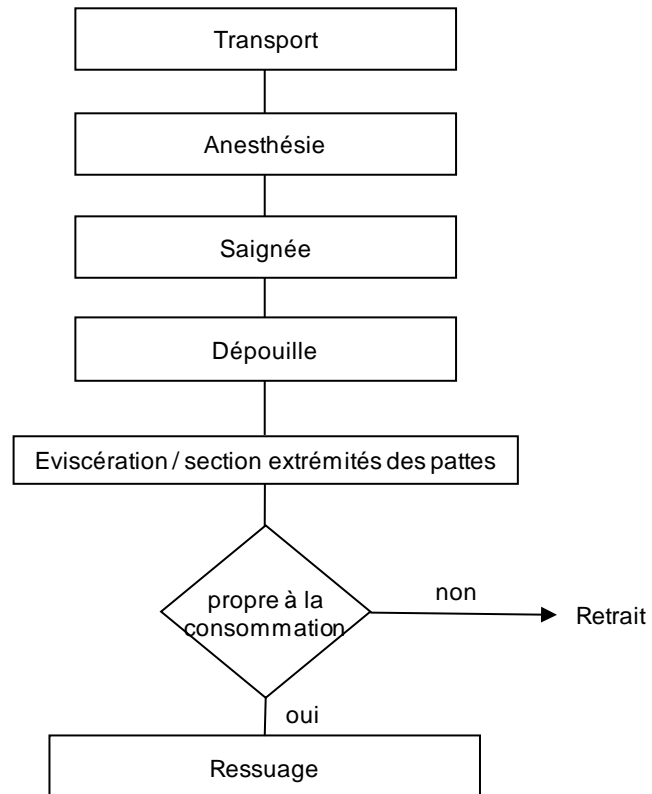 Transport
Anesthésie
Saignée
Dépouille
Eviscération / section extrémités des pattes
propre à la
consommation
non
Retrait
oui
Ressuage